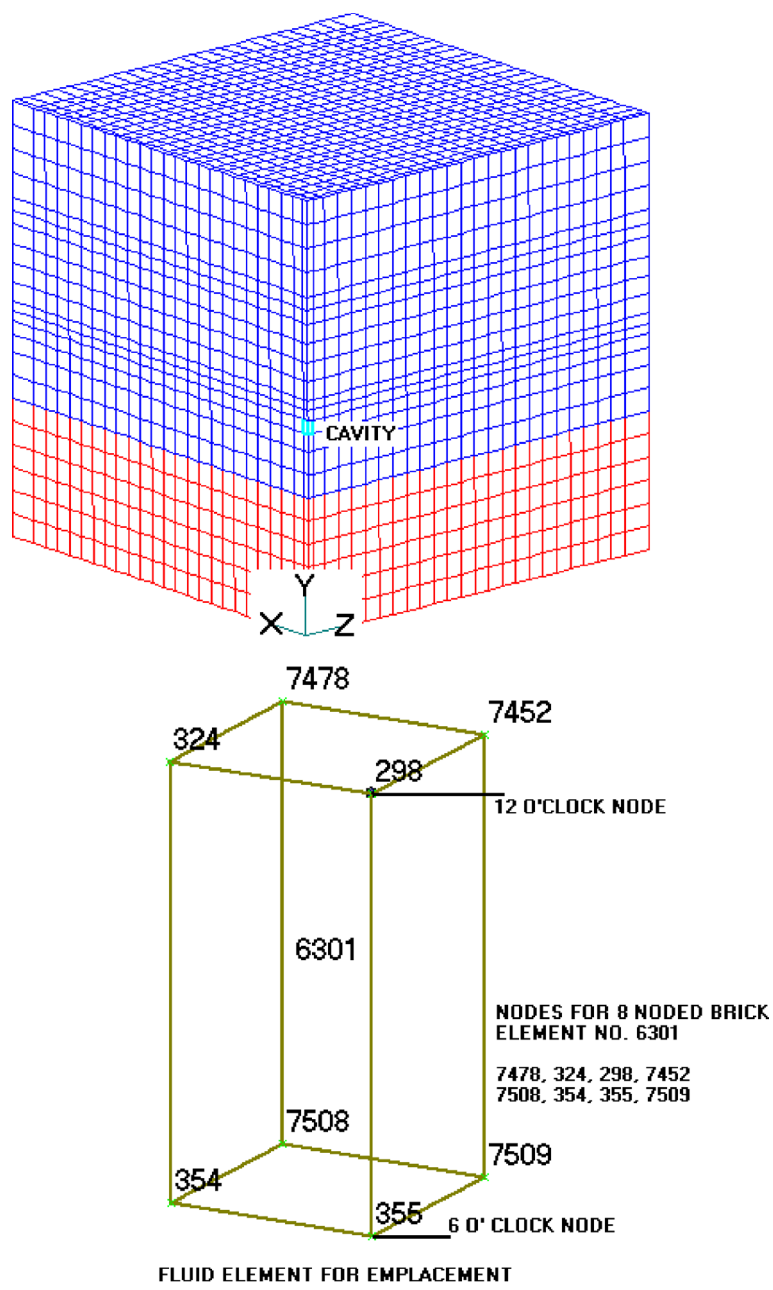 CAVITY
Y
X
Z
7478
7452
324
298
12 O'CLOCK NODE
6301
NODES FOR 8 NODED BRICK
ELEMENT NO. 6301
7478, 324, 298, 7452
7508, 354, 355, 7509
7508
7509
354
355
6 O' CLOCK NODE
FLUID ELEMENT FOR EMPLACEMENT